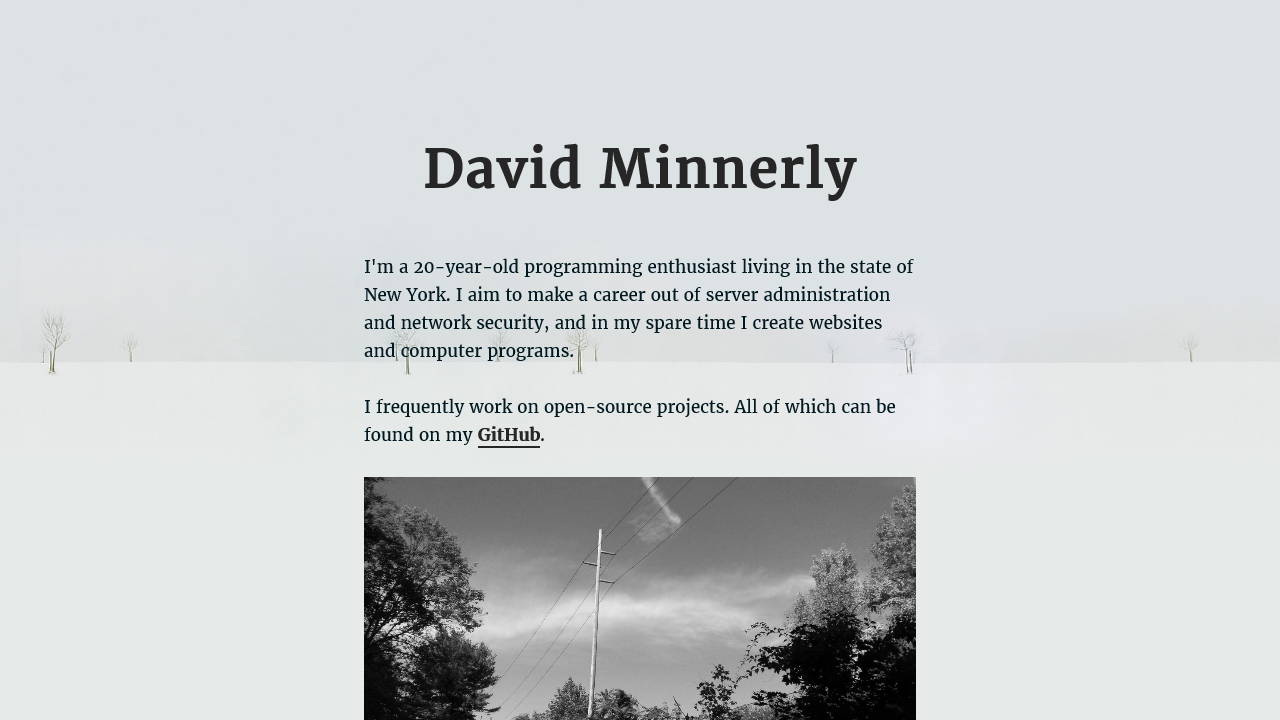 David Minnerly
I'm a 20-year-old programming enthusiast living in the state of
New York. I aim to make a career out of server administration
and network security, and in my spare time I create websites
and computer programs.
I frequently work on open-source projects. All of which can be
found on my GitHub.